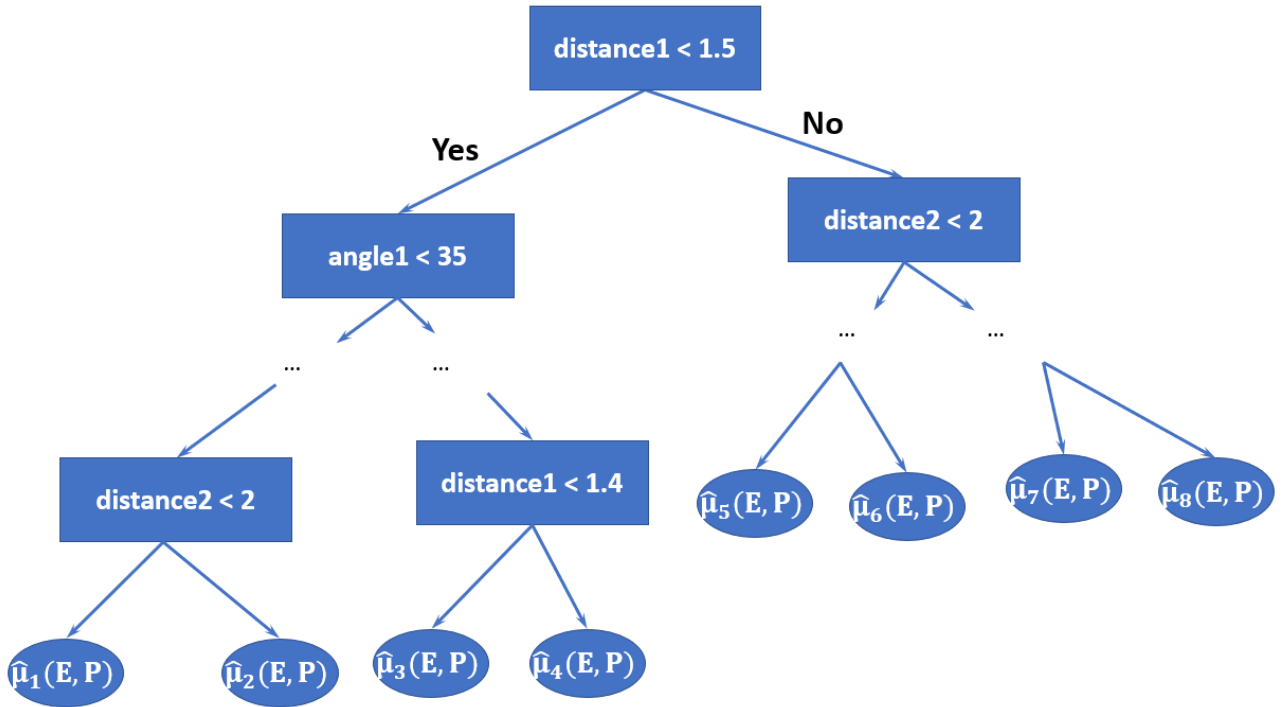 distance1 < 1.5
Yes
No
angle1 < 35
distance2 < 2
...
...
...
...
distance2 < 2
distance1 < 1.4
μ̂₅(E, P)
μ̂₆(E, P)
μ̂₇(E, P)
μ̂₈(E, P)
μ̂₁(E, P)
μ̂₂(E, P)
μ̂₃(E, P)
μ̂₄(E, P)